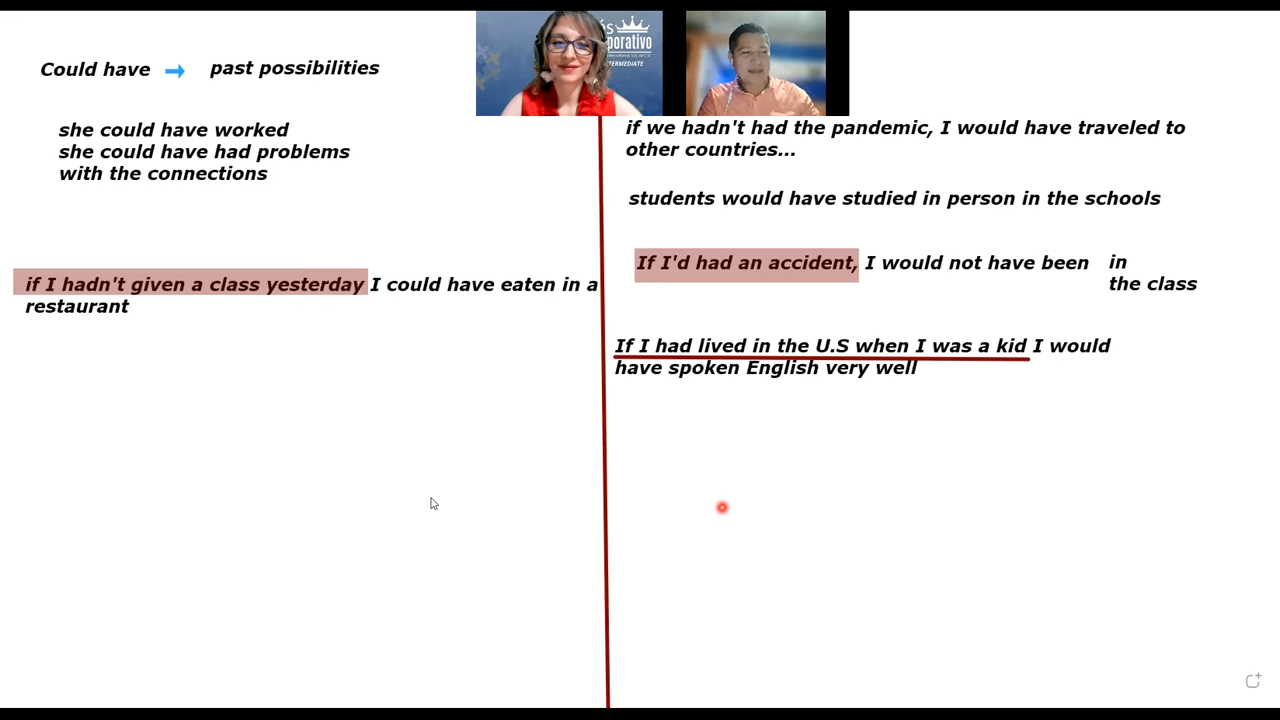 Could have
past possibilities
she could have worked
she could have had problems
with the connections
if I hadn't given a class yesterday I could have eaten in a
restaurant
if we hadn't had the pandemic, I would have traveled to
other countries...
students would have studied in person in the schools
If I'd had an accident, I would not have been in
the class
If I had lived in the U.S when I was a kid I would
have spoken English very well